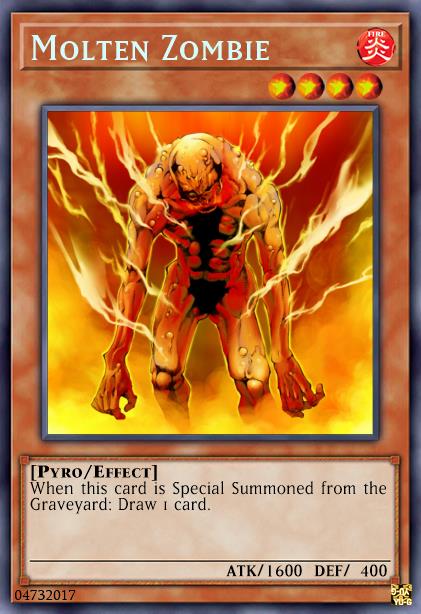 Molten Zombie
FIRE
炎
[Pyro/Effect]
When this card is Special Summoned from the
Graveyard: Draw 1 card.
ATK/1600 DEF/ 400
04732017